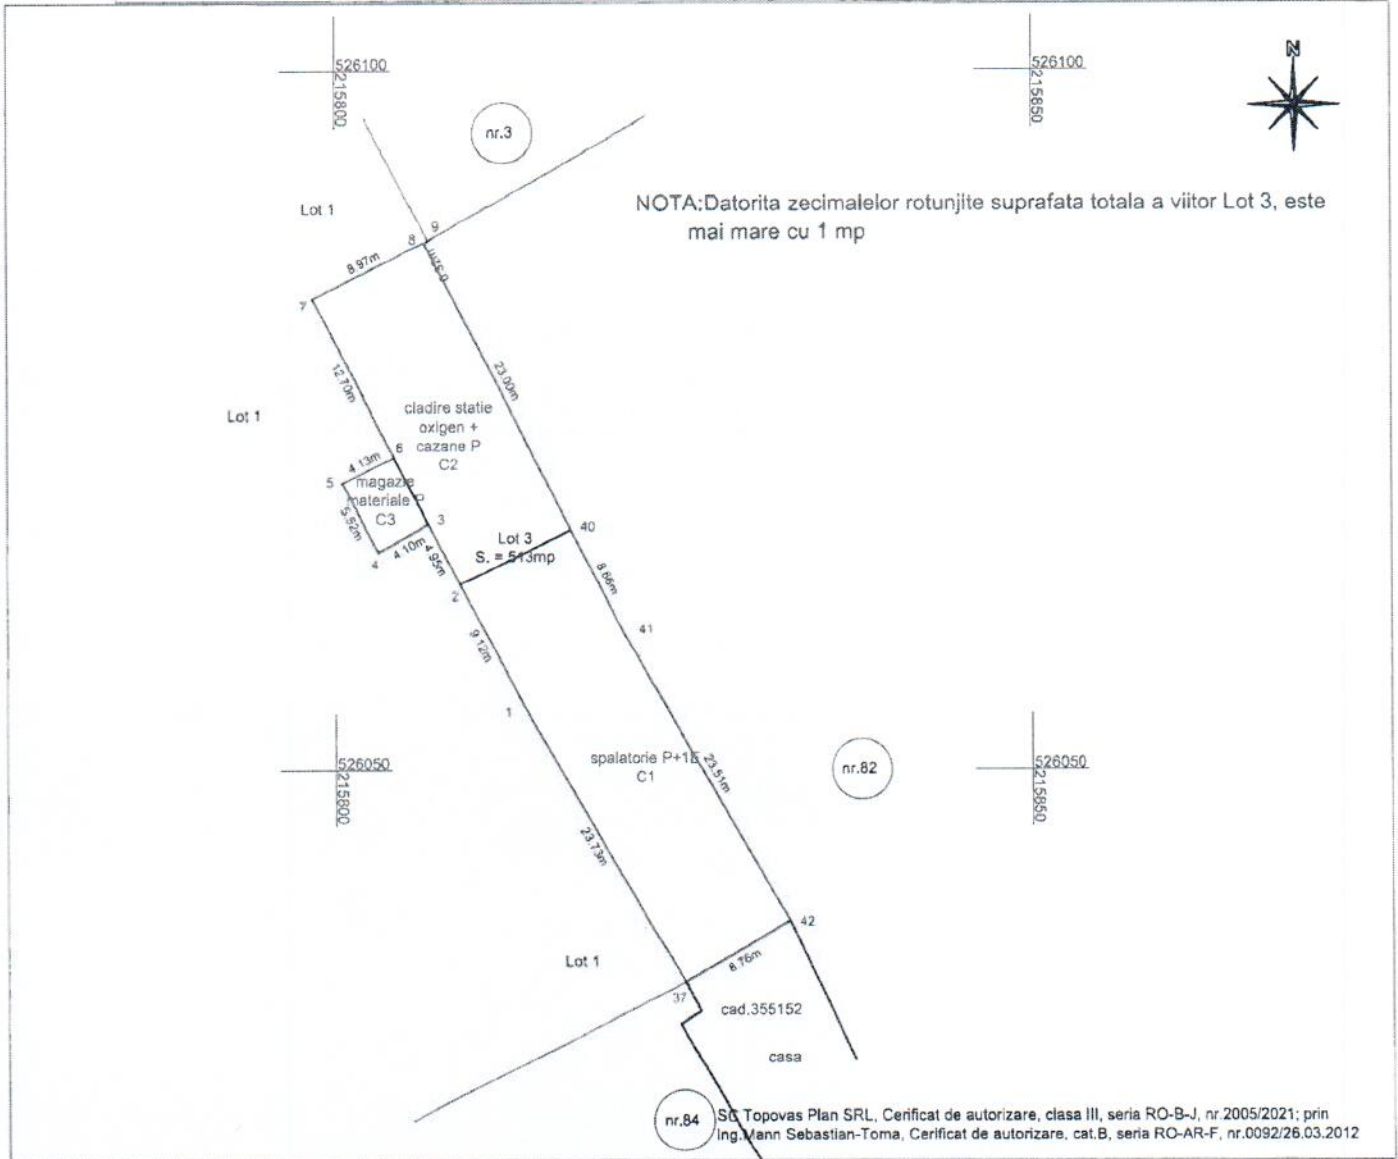 526100
215800
526100
215850
N
nr.3
NOTA:Datorita zecimalelor rotunjite suprafata totala a viitor Lot 3, este
mai mare cu 1 mp
Lot 1
9
8
0.32m
8.97m
7
12.70m
23.00m
Lot 1
cladire statie
oxigen +
cazane P
C2
6
4.13m
5
magazie
materiale P
C3
5.52m
3
4.10m
4
4.95m
40
Lot 3
S. = 513mp
8.66m
2
41
9.12m
1
spalatorie P+1E
C1
23.51m
nr.82
526050
215800
526050
215850
23.73m
42
8.76m
Lot 1
37
cad.355152
casa
nr.84
SC Topovas Plan SRL, Cerificat de autorizare, clasa III, seria RO-B-J, nr.2005/2021; prin
Ing.Mann Sebastian-Toma, Cerificat de autorizare, cat.B, seria RO-AR-F, nr.0092/26.03.2012